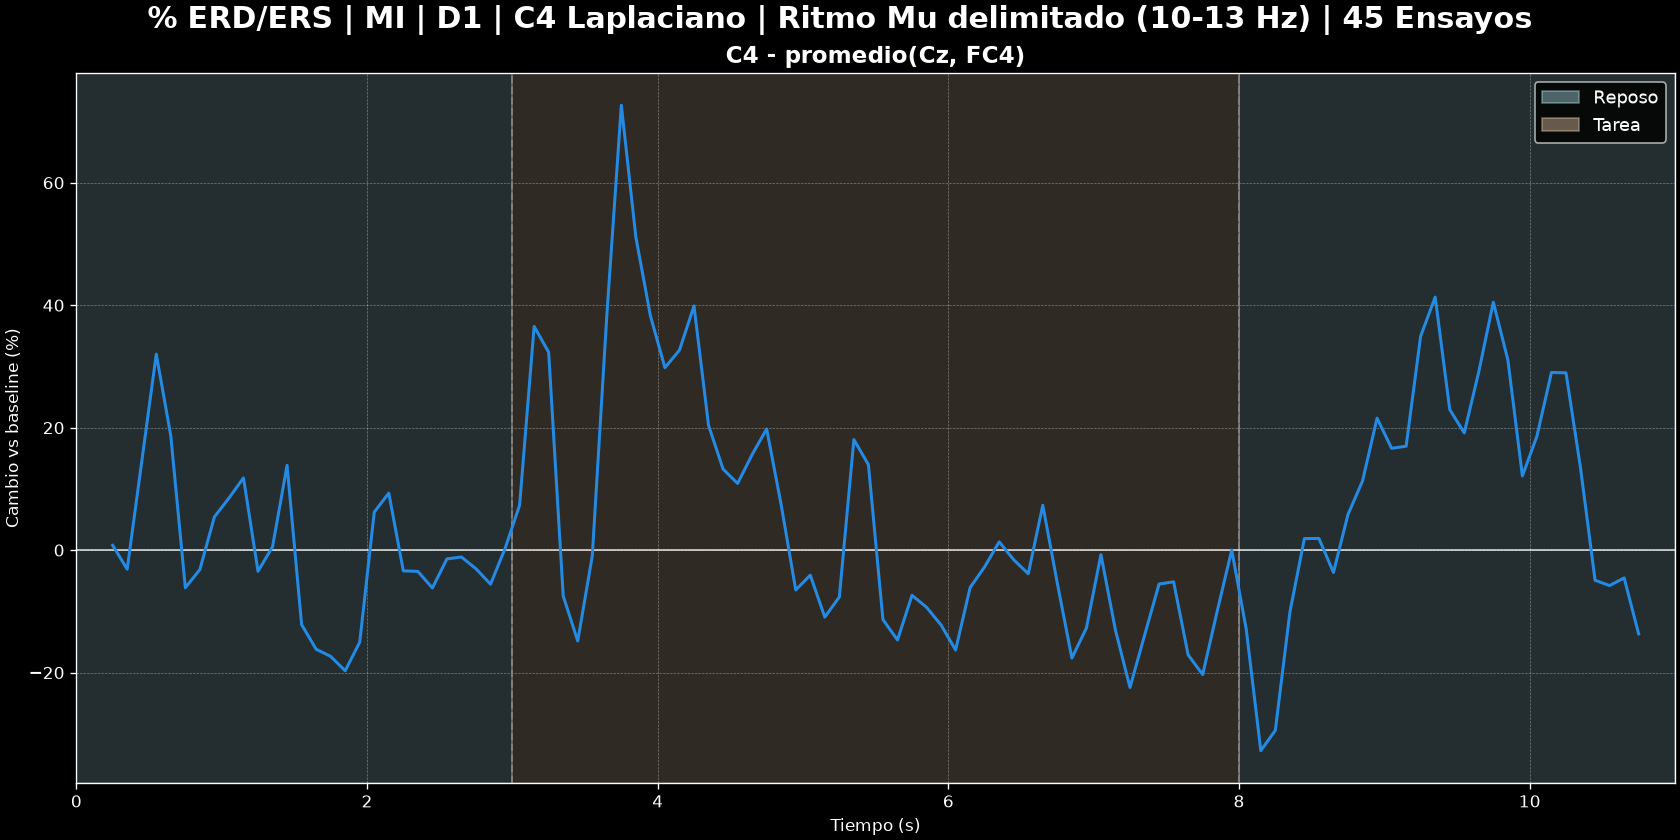 % ERD/ERS | MI | D1 | C4 Laplaciano | Ritmo Mu delimitado (10-13 Hz) | 45 Ensayos
C4 - promedio(Cz, FC4)
Reposo
Tarea
Cambio vs baseline (%)
60
40
20
0
−20
0 2 4 6 8 10
Tiempo (s)